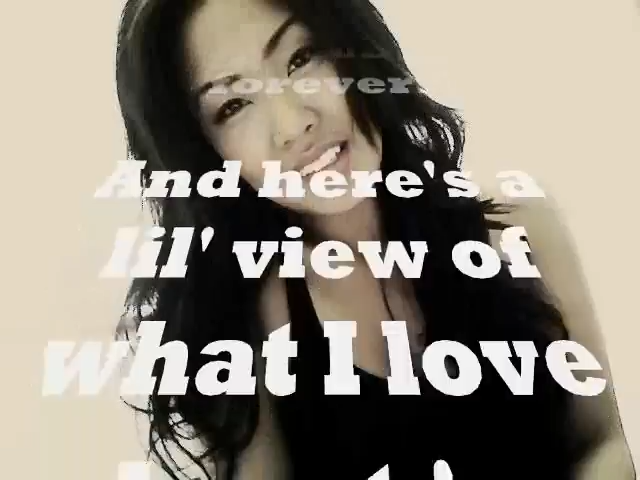 forever
And here's a
lil' view of
what I love